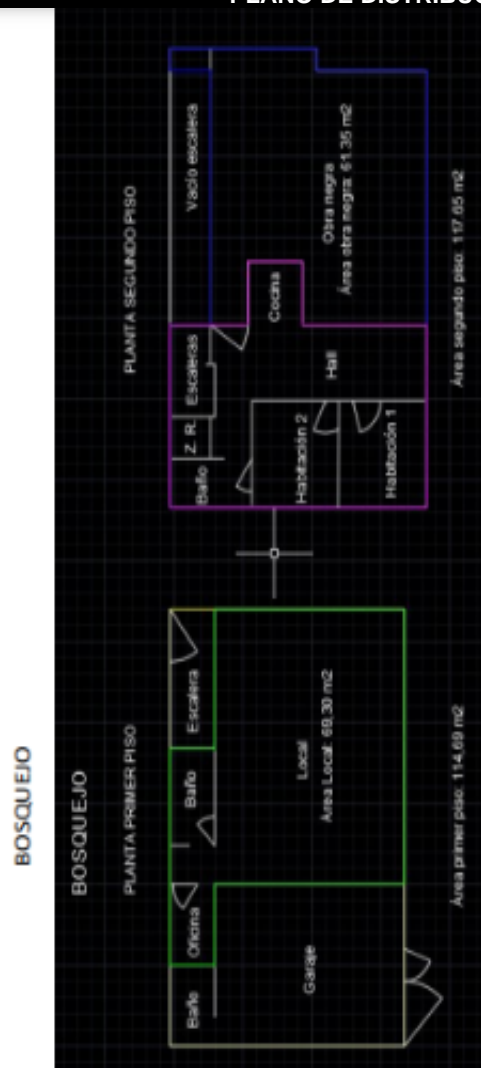 PLANO DE DISTRIBUC
BOSQUEJO
BOSQUEJO
PLANTA PRIMER PISO
Baño
Oficina
Baño
Escalera
Garaje
Local
Área Local: 69,30 m2
Área primer piso: 114,69 m2
PLANTA SEGUNDO PISO
Baño
Z. R.
Escaleras
Vacío escalera
Habitación 2
Habitación 1
Hall
Cocina
Obra negra
Área obra negra: 61.35 m2
Área segundo piso: 117.65 m2